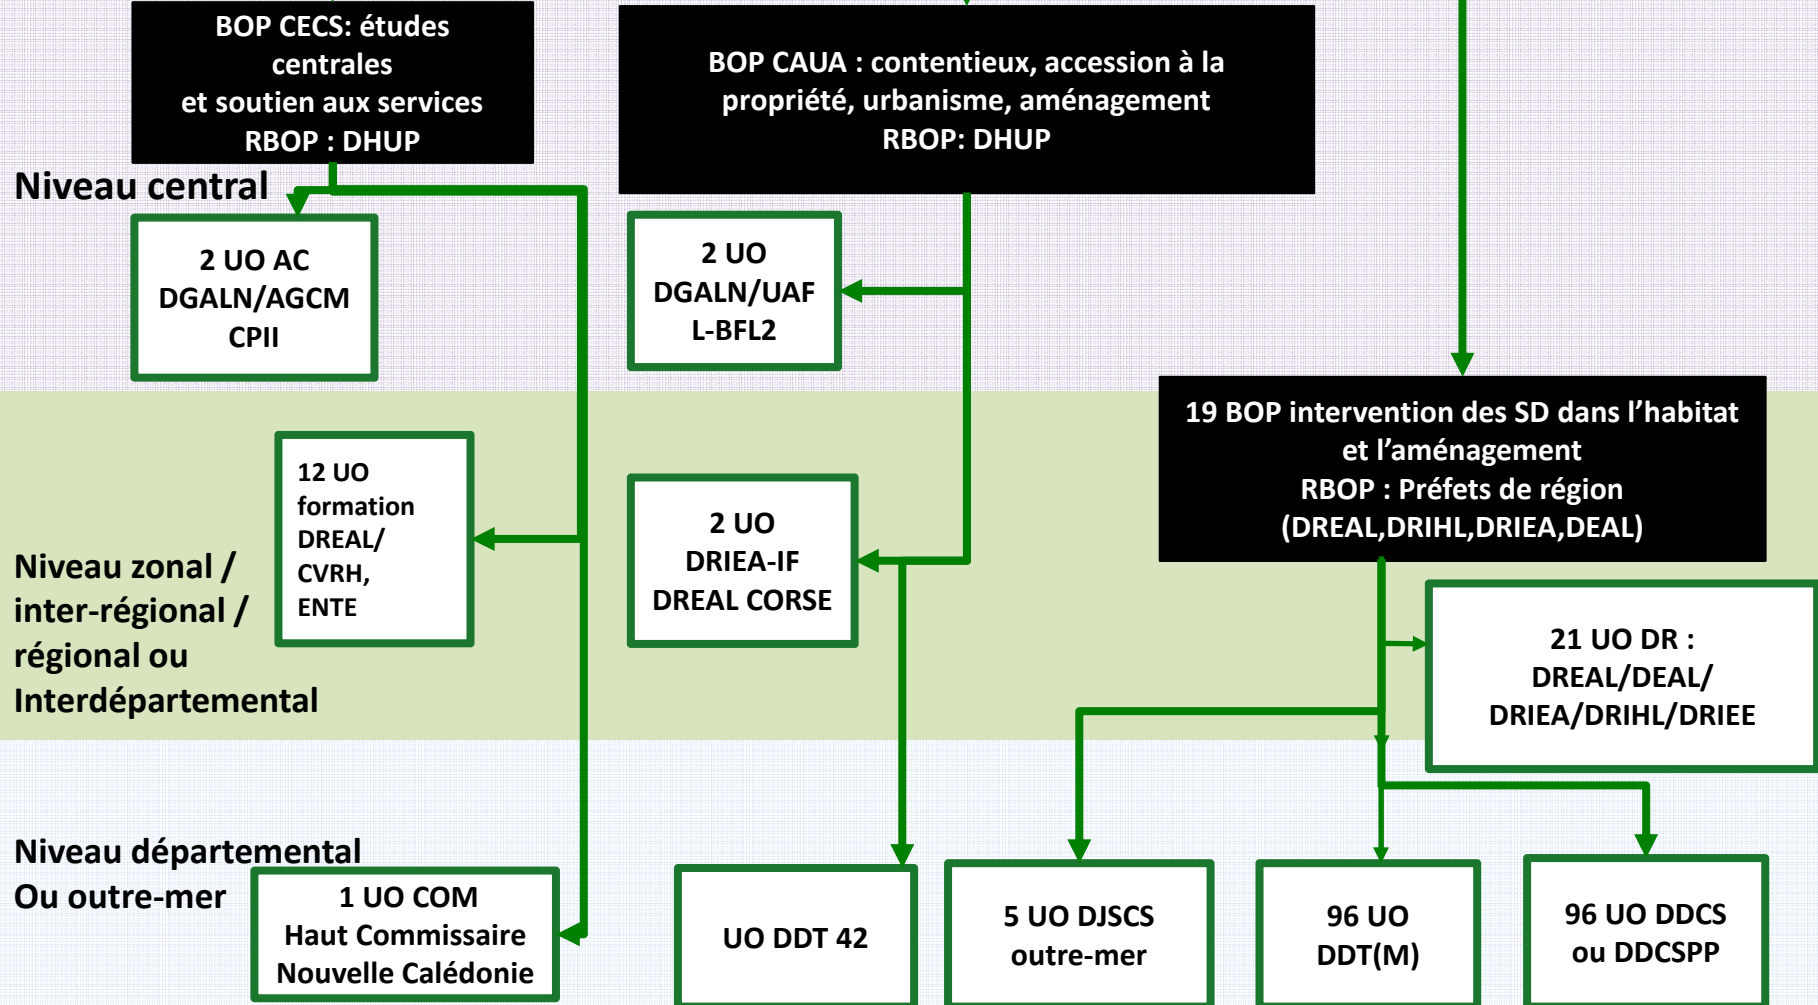 BOP CECS: études
centrales
et soutien aux services
RBOP : DHUP
BOP CAUA : contentieux, accession à la
propriété, urbanisme, aménagement
RBOP: DHUP
Niveau central
2 UO AC
DGALN/AGCM
CPII
2 UO
DGALN/UAF
L-BFL2
19 BOP intervention des SD dans l’habitat
et l’aménagement
RBOP : Préfets de région
(DREAL,DRIHL,DRIEA,DEAL)
Niveau zonal /
inter-régional /
régional ou
Interdépartemental
12 UO
formation
DREAL/
CVRH,
ENTE
2 UO
DRIEA-IF
DREAL CORSE
21 UO DR :
DREAL/DEAL/
DRIEA/DRIHL/DRIEE
Niveau départemental
Ou outre-mer
1 UO COM
Haut Commissaire
Nouvelle Calédonie
UO DDT 42
5 UO DJSCS
outre-mer
96 UO
DDT(M)
96 UO DDCS
ou DDCSPP